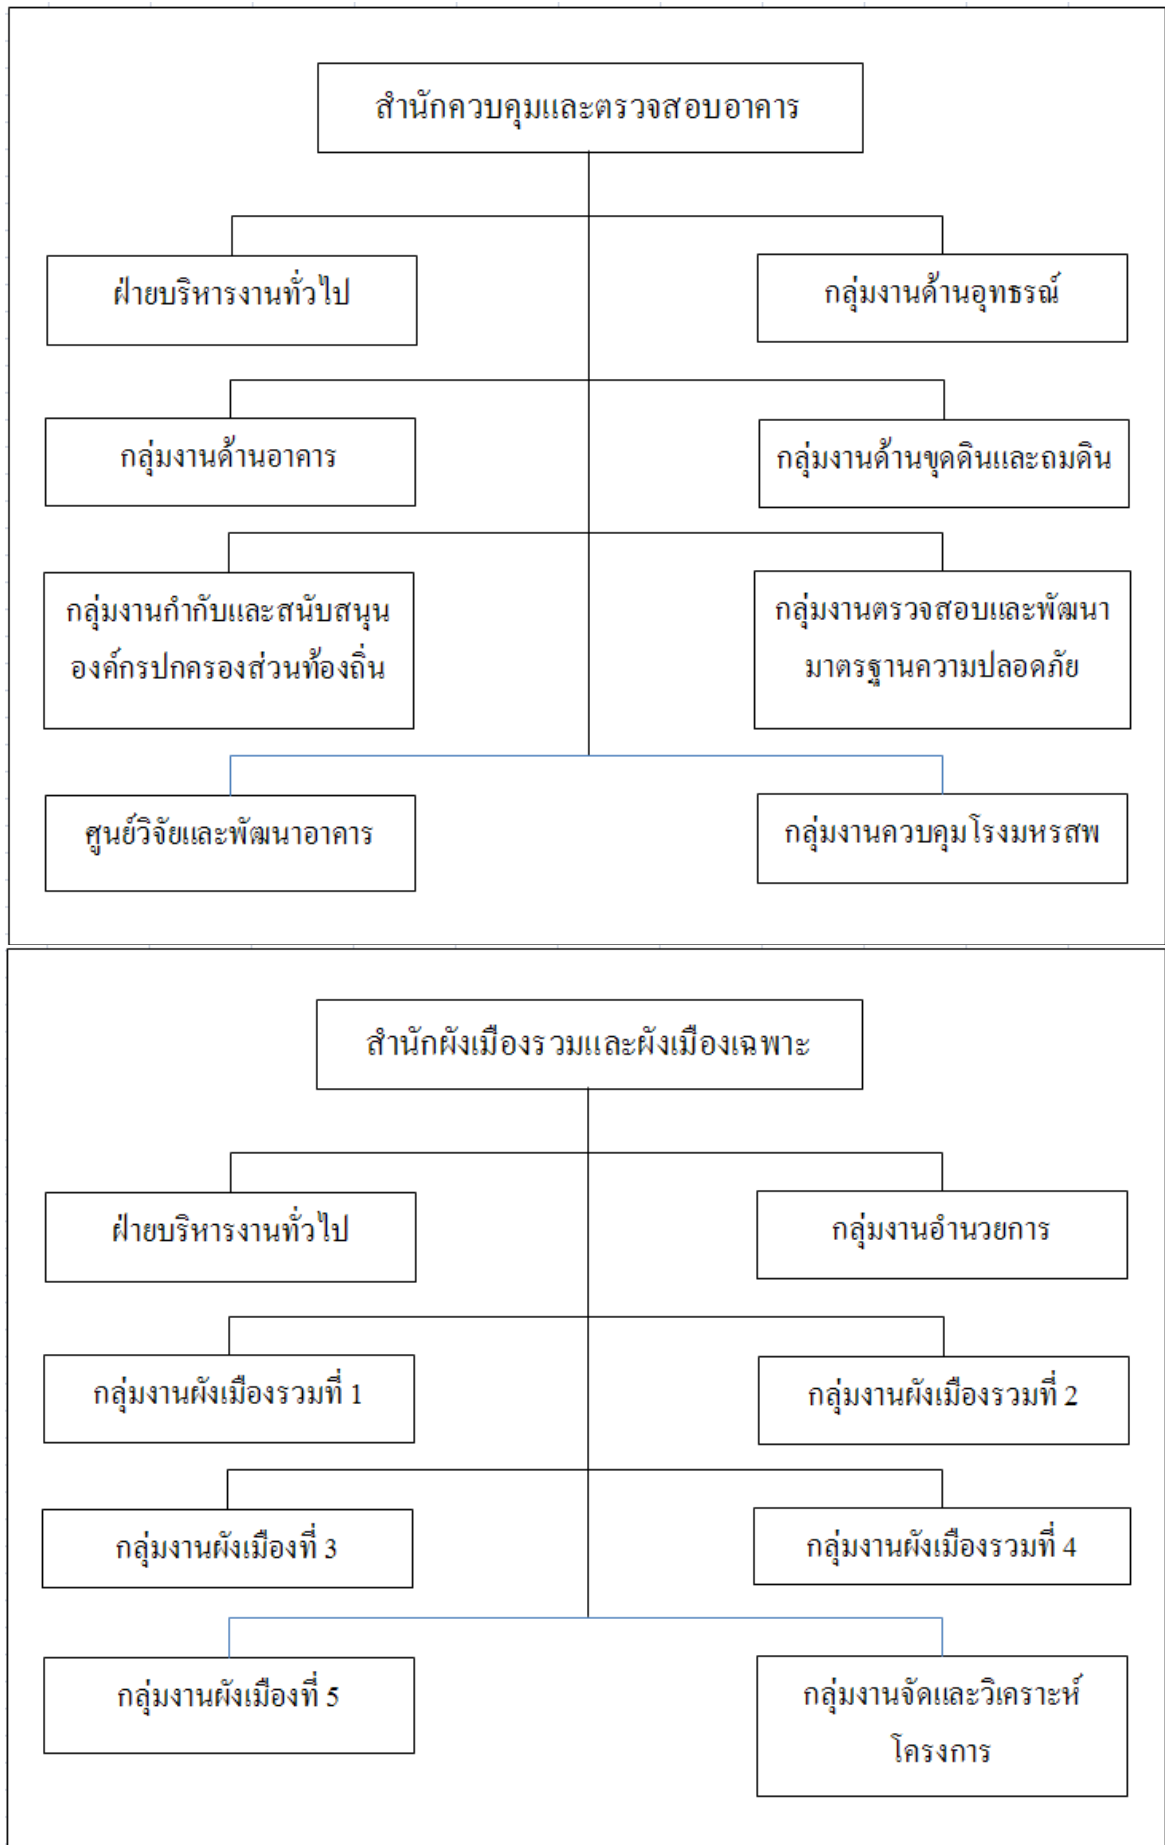 สำนักควบคุมและตรวจสอบอาคาร
ฝ่ายบริหารงานทั่วไป
กลุ่มงานด้านอุทธรณ์
กลุ่มงานด้านอาคาร
กลุ่มงานด้านขุดดินและถมดิน
กลุ่มงานกำกับและสนับสนุน
องค์กรปกครองส่วนท้องถิ่น
กลุ่มงานตรวจสอบและพัฒนา
มาตรฐานความปลอดภัย
ศูนย์วิจัยและพัฒนาอาคาร
กลุ่มงานควบคุมโรงมหรสพ
สำนักผังเมืองรวมและผังเมืองเฉพาะ
ฝ่ายบริหารงานทั่วไป
กลุ่มงานอำนวยการ
กลุ่มงานผังเมืองรวมที่ 1
กลุ่มงานผังเมืองรวมที่ 2
กลุ่มงานผังเมืองที่ 3
กลุ่มงานผังเมืองรวมที่ 4
กลุ่มงานผังเมืองที่ 5
กลุ่มงานจัดและวิเคราะห์
โครงการ